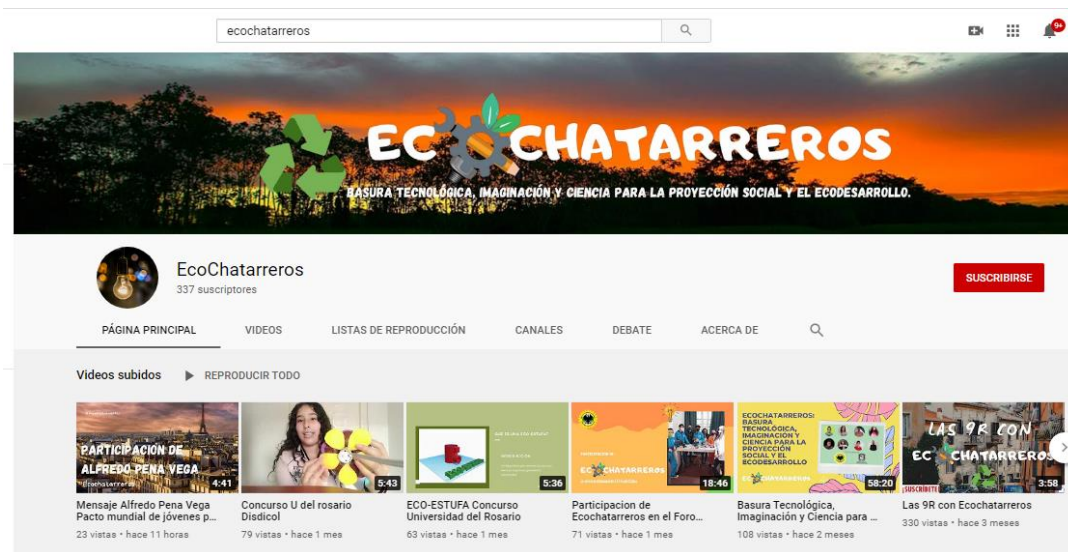 ecochatarreros
9+
ECOCHATARREROS
BASURA TECNOLÓGICA, IMAGINACIÓN Y CIENCIA PARA LA PROYECCIÓN SOCIAL Y EL ECODESARROLLO.
EcoChatarreros
337 suscriptores
SUSCRIBIRSE
PÁGINA PRINCIPAL VIDEOS LISTAS DE REPRODUCCIÓN CANALES DEBATE ACERCA DE
Videos subidos REPRODUCIR TODO
PARTICIPACIÓN DE
ALFREDO PENA VEGA
Ecochatarreros
4:41
Mensaje Alfredo Pena Vega
Pacto mundial de jóvenes p...
23 vistas • hace 11 horas
5:43
Concurso U del rosario
Disdicol
79 vistas • hace 1 mes
5:36
ECO-ESTUFA Concurso
Universidad del Rosario
63 vistas • hace 1 mes
ECOCHATARREROS
18:46
Participacion de
Ecochatarreros en el Foro...
71 vistas • hace 1 mes
ECOCHATARREROS:
BASURA
TECNOLÓGICA,
IMAGINACIÓN Y
CIENCIA PARA LA
PROYECCIÓN
SOCIAL Y EL
ECODESARROLLO
ECOCHATARREROS
58:20
Basura Tecnológica,
Imaginación y Ciencia para ...
108 vistas • hace 2 meses
LAS 9R CON
ECOCHATARREROS
¡SUSCRÍBETE!
3:58
Las 9R con Ecochatarreros
330 vistas • hace 3 meses